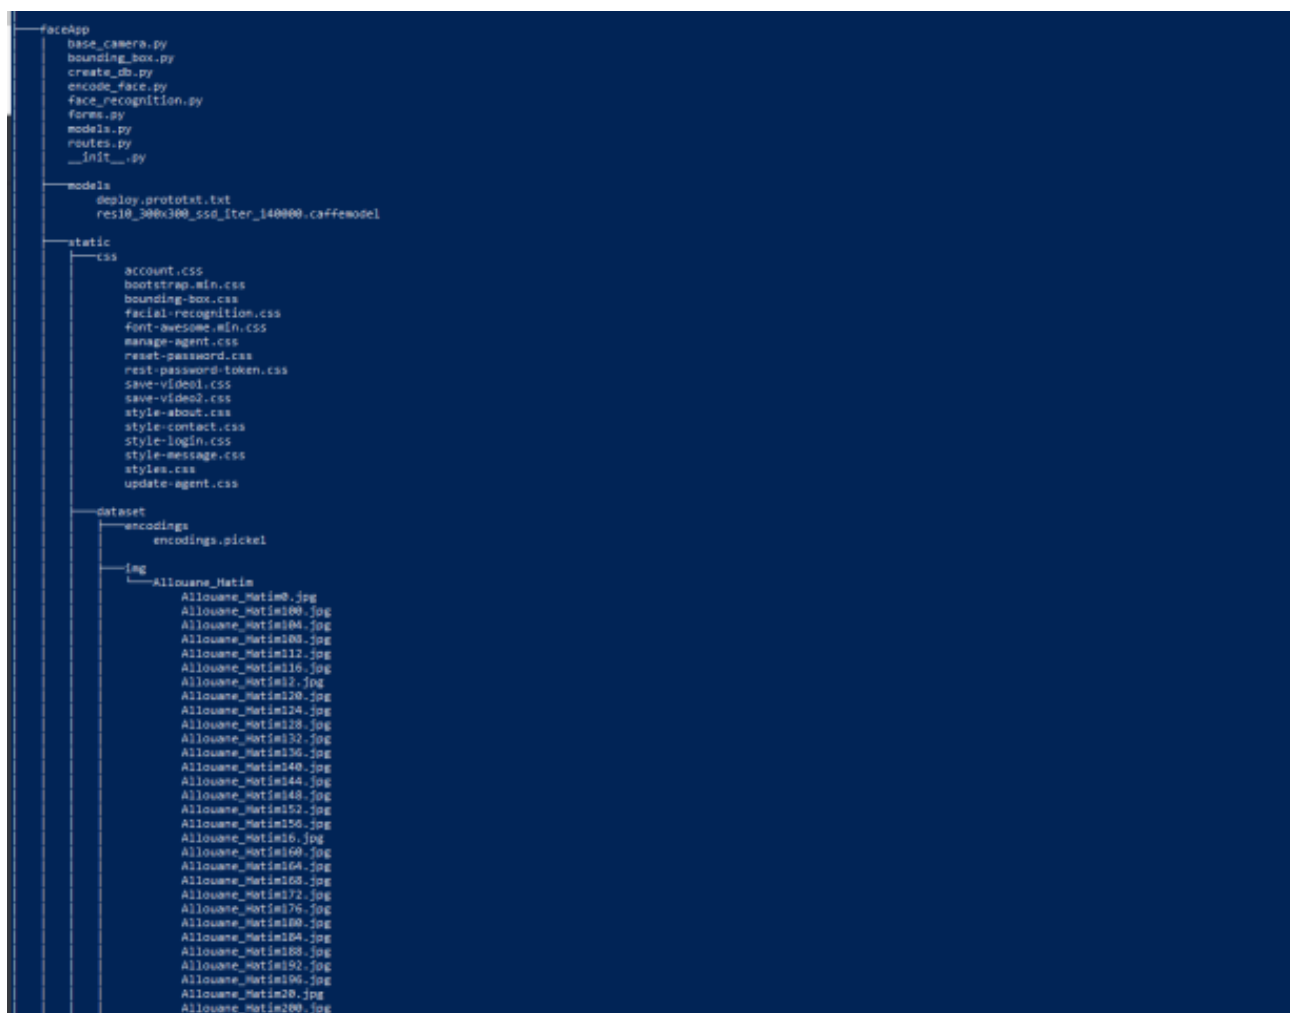 faceApp
base_camera.py
bounding_box.py
create_db.py
encode_face.py
face_recognition.py
forms.py
models.py
routes.py
__init__.py
models
deploy.prototxt.txt
res10_300x300_ssd_iter_140000.caffemodel
static
css
account.css
bootstrap.min.css
bounding-box.css
facial-recognition.css
font-awesome.min.css
manage-agent.css
reset-password.css
rest-password-token.css
save-video1.css
save-video2.css
style-about.css
style-contact.css
style-login.css
style-message.css
styles.css
update-agent.css
dataset
encodings
encodings.pickel
img
Allouane_Hatim
Allouane_Hatim0.jpg
Allouane_Hatim100.jpg
Allouane_Hatim104.jpg
Allouane_Hatim108.jpg
Allouane_Hatim112.jpg
Allouane_Hatim116.jpg
Allouane_Hatim12.jpg
Allouane_Hatim120.jpg
Allouane_Hatim124.jpg
Allouane_Hatim128.jpg
Allouane_Hatim132.jpg
Allouane_Hatim136.jpg
Allouane_Hatim140.jpg
Allouane_Hatim144.jpg
Allouane_Hatim148.jpg
Allouane_Hatim152.jpg
Allouane_Hatim156.jpg
Allouane_Hatim16.jpg
Allouane_Hatim160.jpg
Allouane_Hatim164.jpg
Allouane_Hatim168.jpg
Allouane_Hatim172.jpg
Allouane_Hatim176.jpg
Allouane_Hatim180.jpg
Allouane_Hatim184.jpg
Allouane_Hatim188.jpg
Allouane_Hatim192.jpg
Allouane_Hatim196.jpg
Allouane_Hatim20.jpg
Allouane_Hatim200.jpg